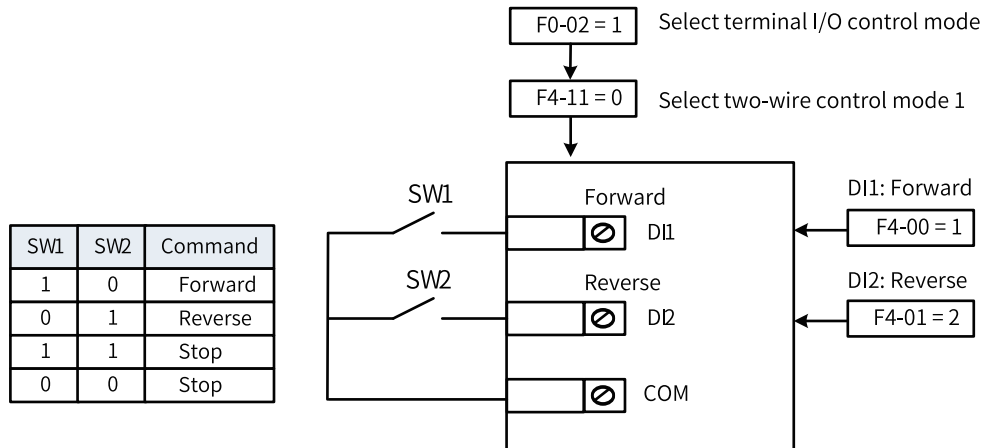 F0-02 = 1 Select terminal I/O control mode
F4-11 = 0 Select two-wire control mode 1
SW1 Forward DI1: Forward
DI1 F4-00 = 1
SW1 SW2 Command
1 0 Forward
0 1 Reverse
1 1 Stop
0 0 Stop
SW2 Reverse DI2: Reverse
DI2 F4-01 = 2
COM